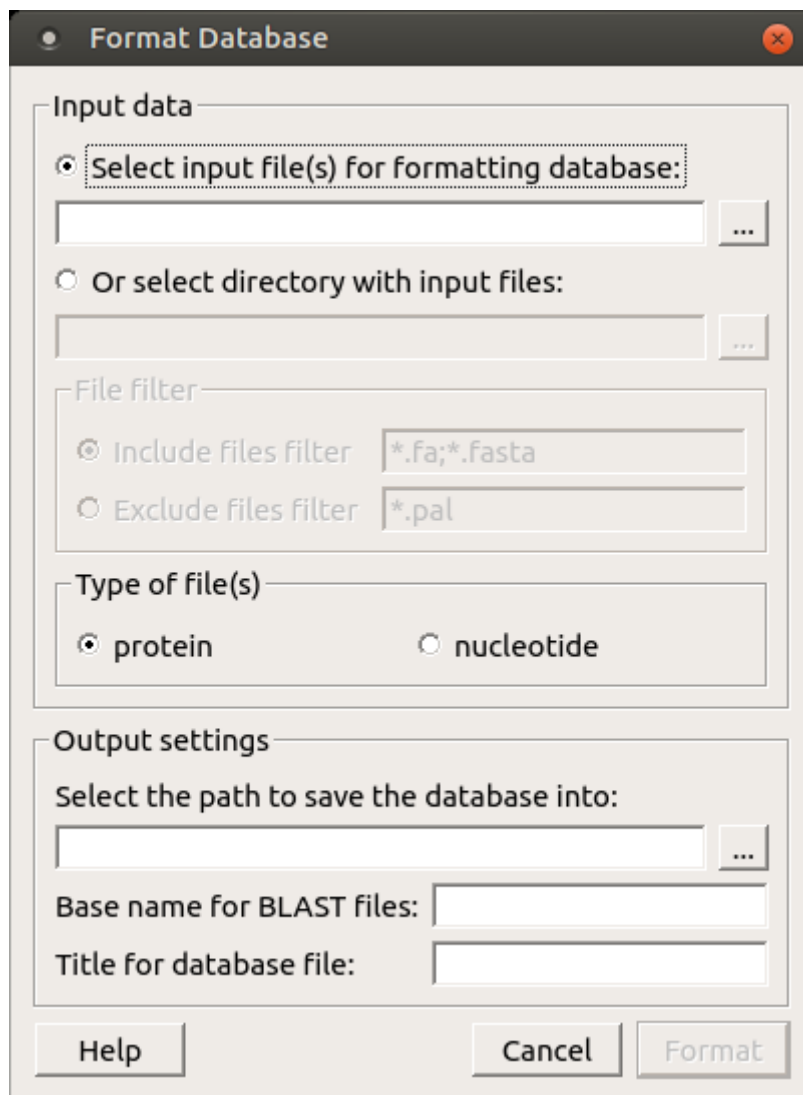 Format Database
Input data
Select input file(s) for formatting database:
...
Or select directory with input files:
...
File filter
Include files filter *.fa;*.fasta
Exclude files filter *.pal
Type of file(s)
protein nucleotide
Output settings
Select the path to save the database into:
...
Base name for BLAST files:
Title for database file:
Help Cancel Format